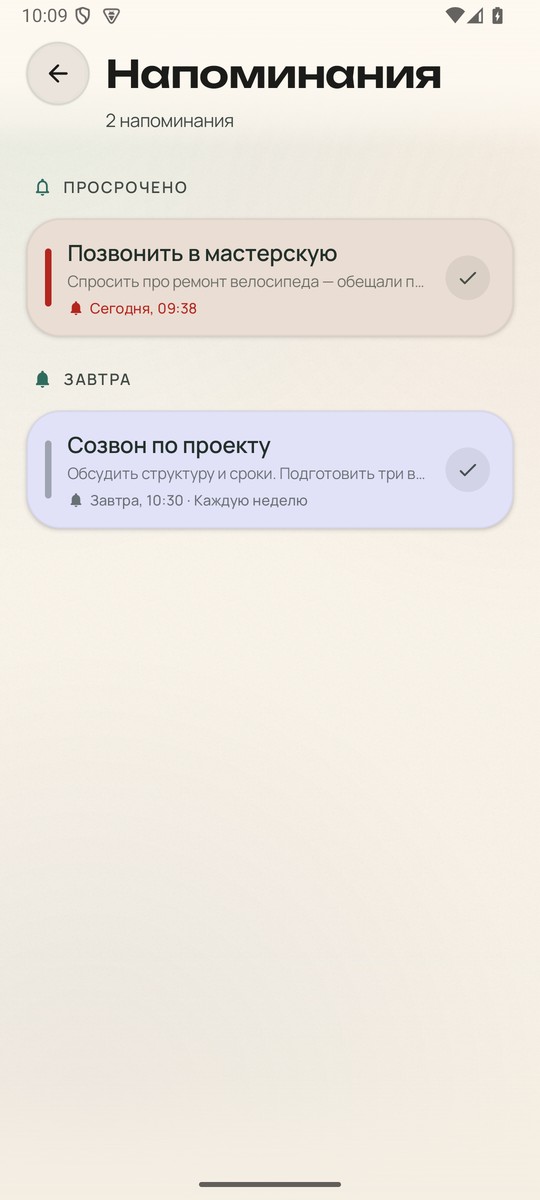 10:09
Напоминания
2 напоминания
ПРОСРОЧЕНО
Позвонить в мастерскую
Спросить про ремонт велосипеда — обещали п...
Сегодня, 09:38
ЗАВТРА
Созвон по проекту
Обсудить структуру и сроки. Подготовить три в...
Завтра, 10:30 · Каждую неделю